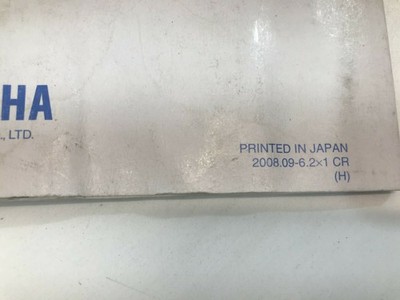 HA
., LTD.
PRINTED IN JAPAN
2008.09-6.2×1 CR
(H)